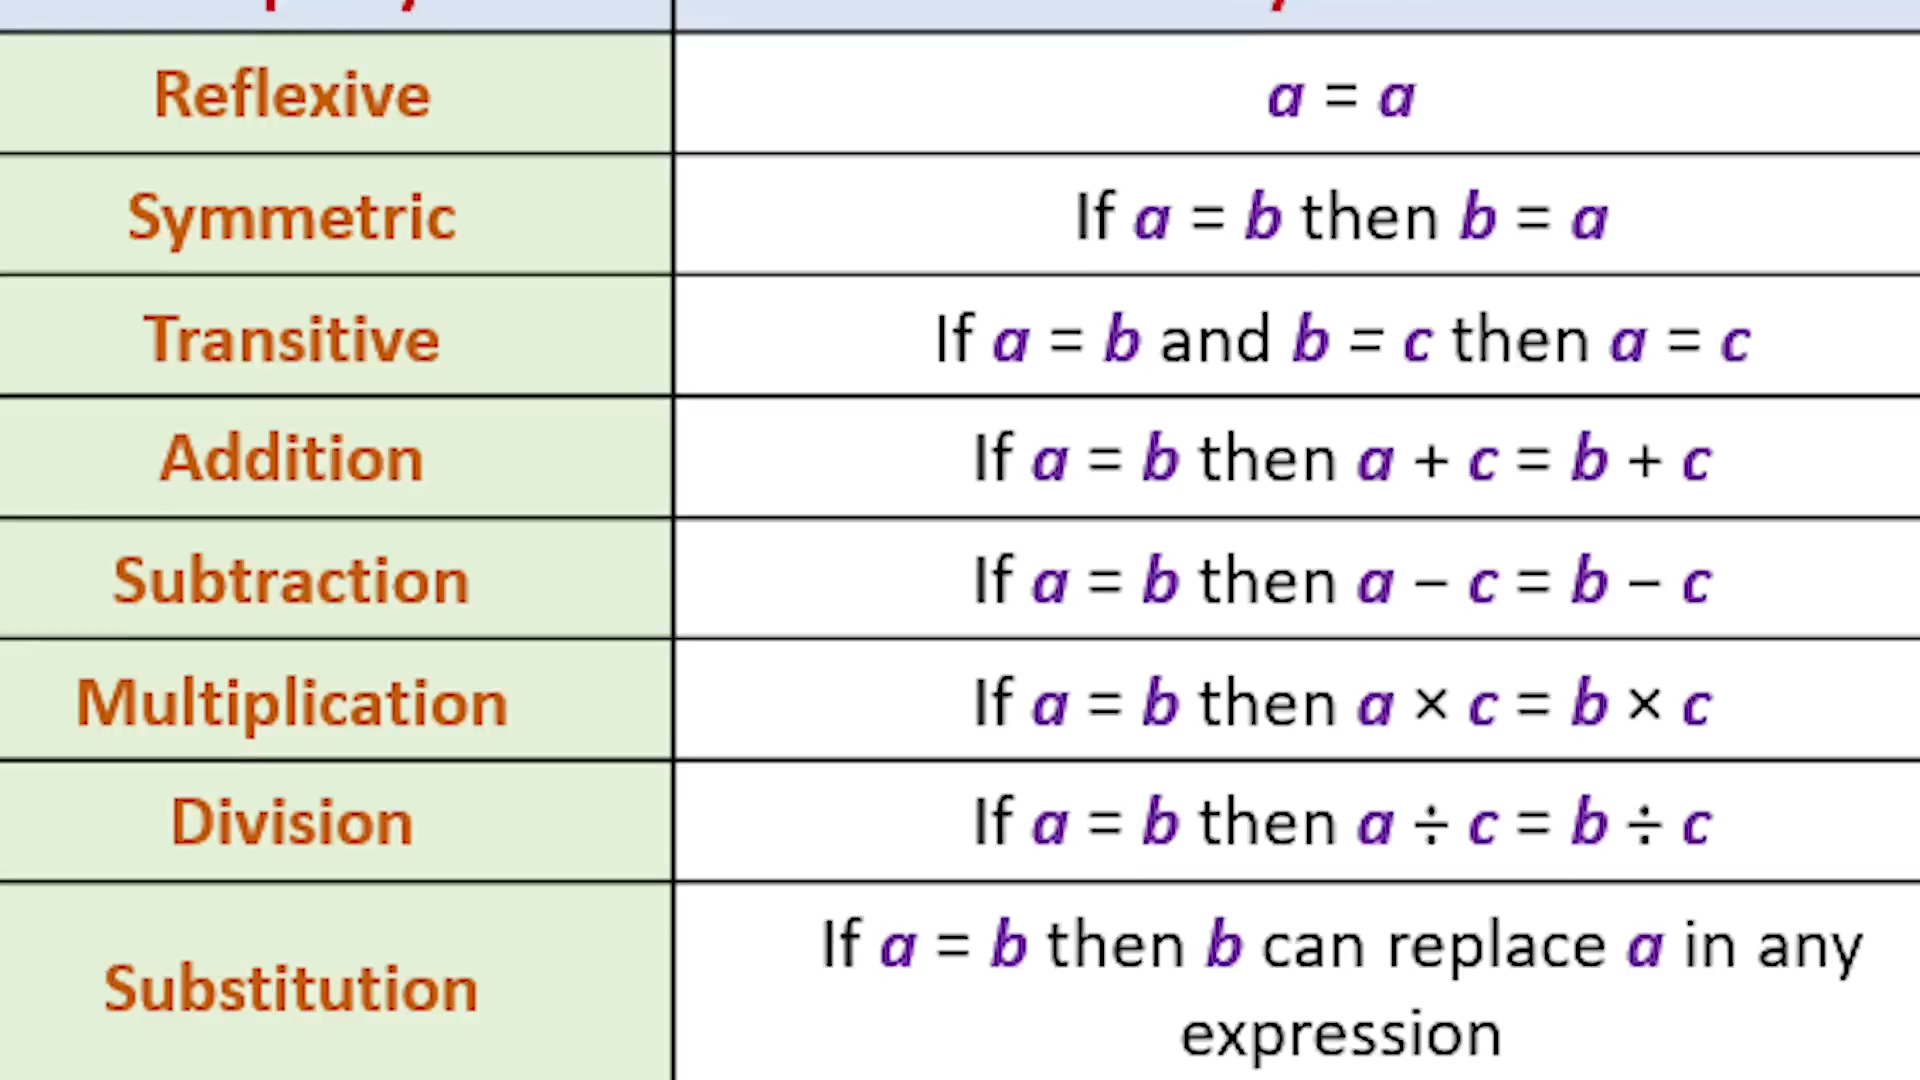 Reflexive
a = a
Symmetric
If a = b then b = a
Transitive
If a = b and b = c then a = c
Addition
If a = b then a + c = b + c
Subtraction
If a = b then a – c = b – c
Multiplication
If a = b then a × c = b × c
Division
If a = b then a ÷ c = b ÷ c
Substitution
If a = b then b can replace a in any
expression